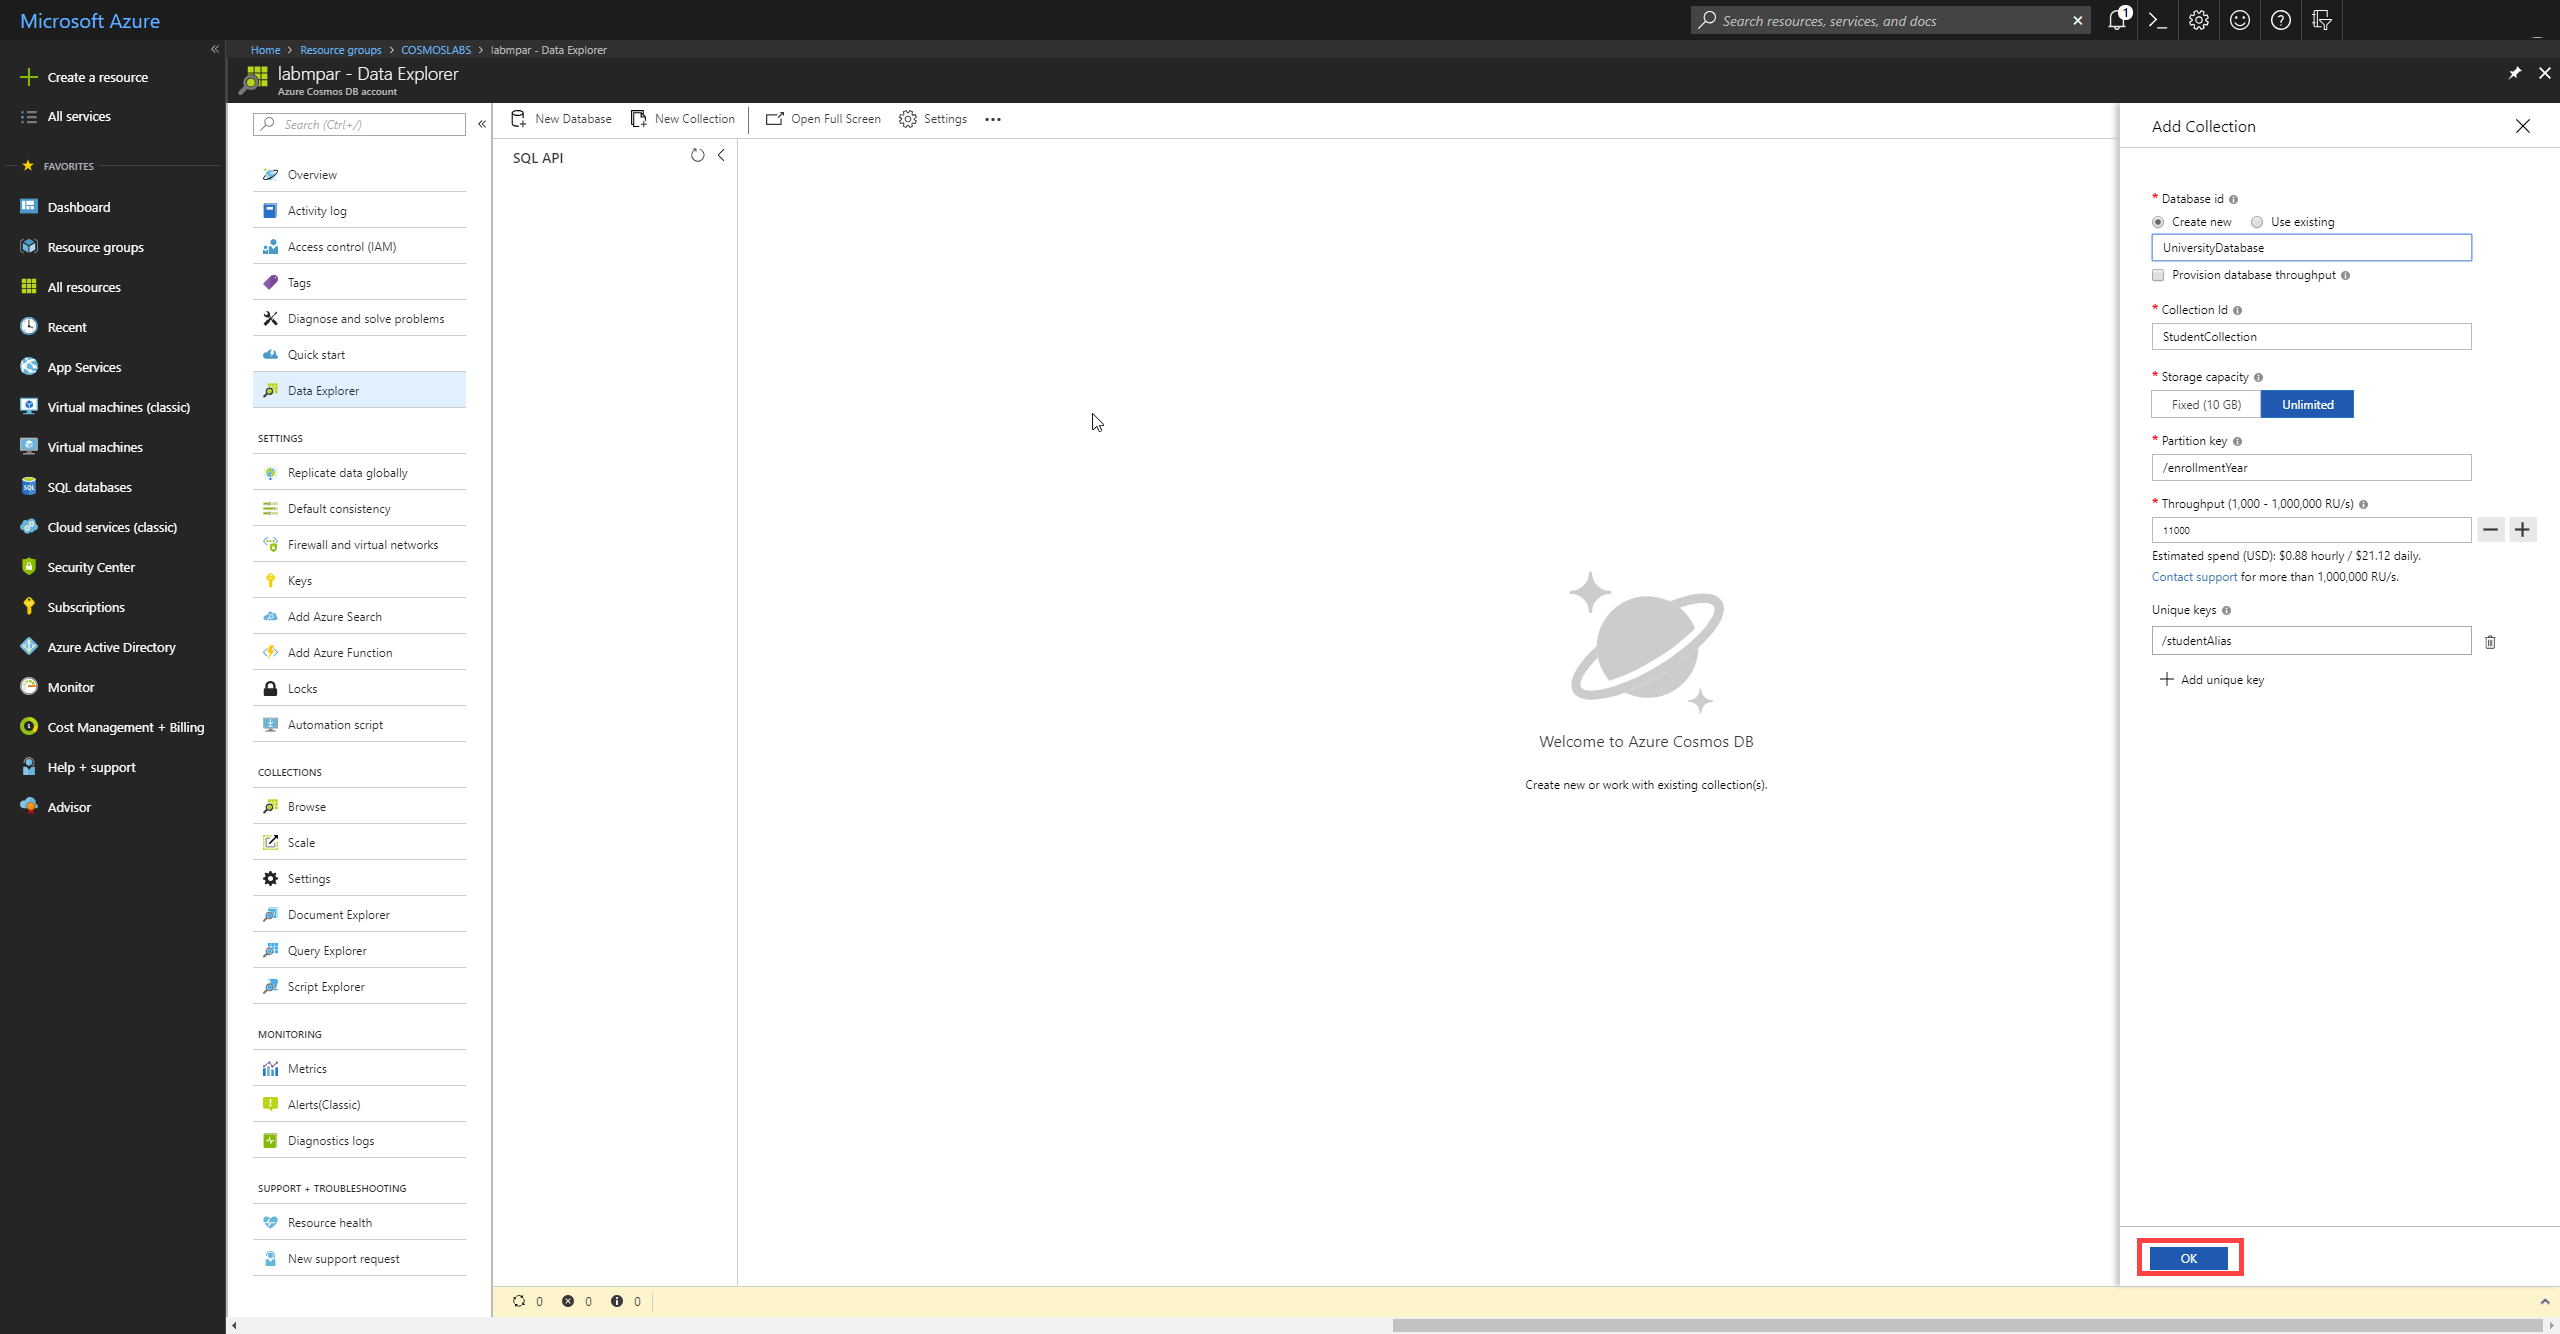 Microsoft Azure
Search resources, services, and docs
1
Home > Resource groups > COSMOSLABS > labmpar - Data Explorer
labmpar - Data Explorer
Azure Cosmos DB account
Create a resource
All services
FAVORITES
Dashboard
Resource groups
All resources
Recent
App Services
Virtual machines (classic)
Virtual machines
SQL databases
Cloud services (classic)
Security Center
Subscriptions
Azure Active Directory
Monitor
Cost Management + Billing
Help + support
Advisor
Search (Ctrl+/)
Overview
Activity log
Access control (IAM)
Tags
Diagnose and solve problems
Quick start
Data Explorer
SETTINGS
Replicate data globally
Default consistency
Firewall and virtual networks
Keys
Add Azure Search
Add Azure Function
Locks
Automation script
COLLECTIONS
Browse
Scale
Settings
Document Explorer
Query Explorer
Script Explorer
MONITORING
Metrics
Alerts(Classic)
Diagnostics logs
SUPPORT + TROUBLESHOOTING
Resource health
New support request
New Database
New Collection
Open Full Screen
Settings
SQL API
Welcome to Azure Cosmos DB
Create new or work with existing collection(s).
0 0 0
Add Collection
* Database id
Create new Use existing
UniversityDatabase
Provision database throughput
* Collection Id
StudentCollection
* Storage capacity
Fixed (10 GB) Unlimited
* Partition key
/enrollmentYear
* Throughput (1,000 - 1,000,000 RU/s)
11000
Estimated spend (USD): $0.88 hourly / $21.12 daily.
Contact support for more than 1,000,000 RU/s.
Unique keys
/studentAlias
Add unique key
OK